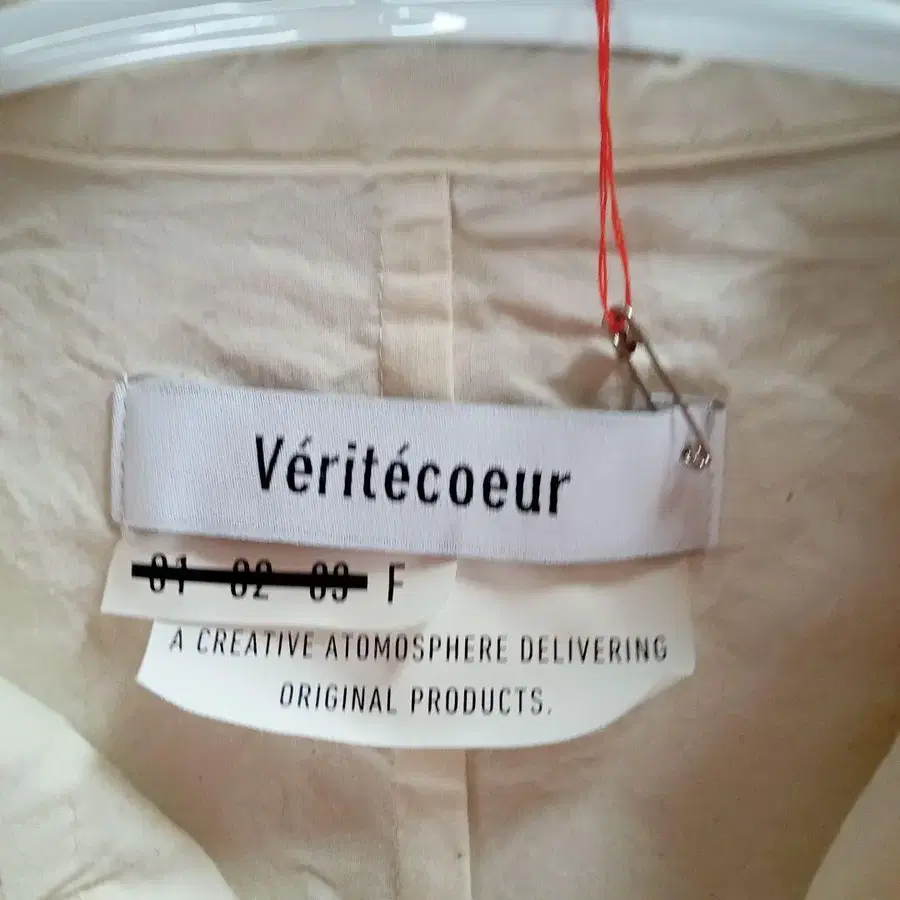 Véritécoeur
01 02 03 F
A CREATIVE ATOMOSPHERE DELIVERING
ORIGINAL PRODUCTS.